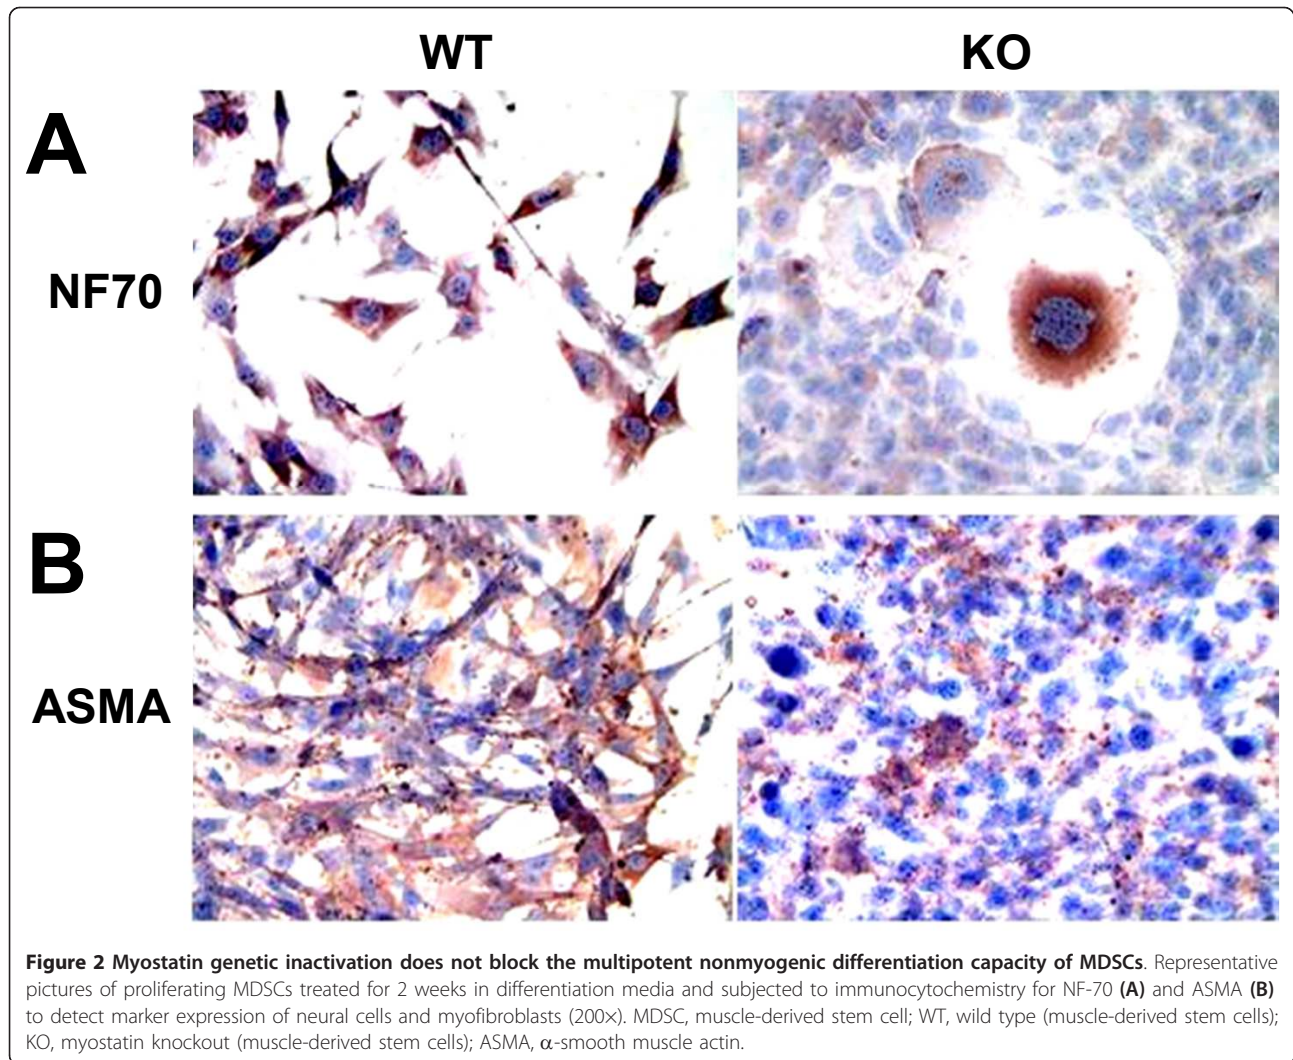 WT KO
A
NF70
B
ASMA
Figure 2 Myostatin genetic inactivation does not block the multipotent nonmyogenic differentiation capacity of MDSCs. Representative
pictures of proliferating MDSCs treated for 2 weeks in differentiation media and subjected to immunocytochemistry for NF-70 (A) and ASMA (B)
to detect marker expression of neural cells and myofibroblasts (200×). MDSC, muscle-derived stem cell; WT, wild type (muscle-derived stem cells);
KO, myostatin knockout (muscle-derived stem cells); ASMA, α-smooth muscle actin.